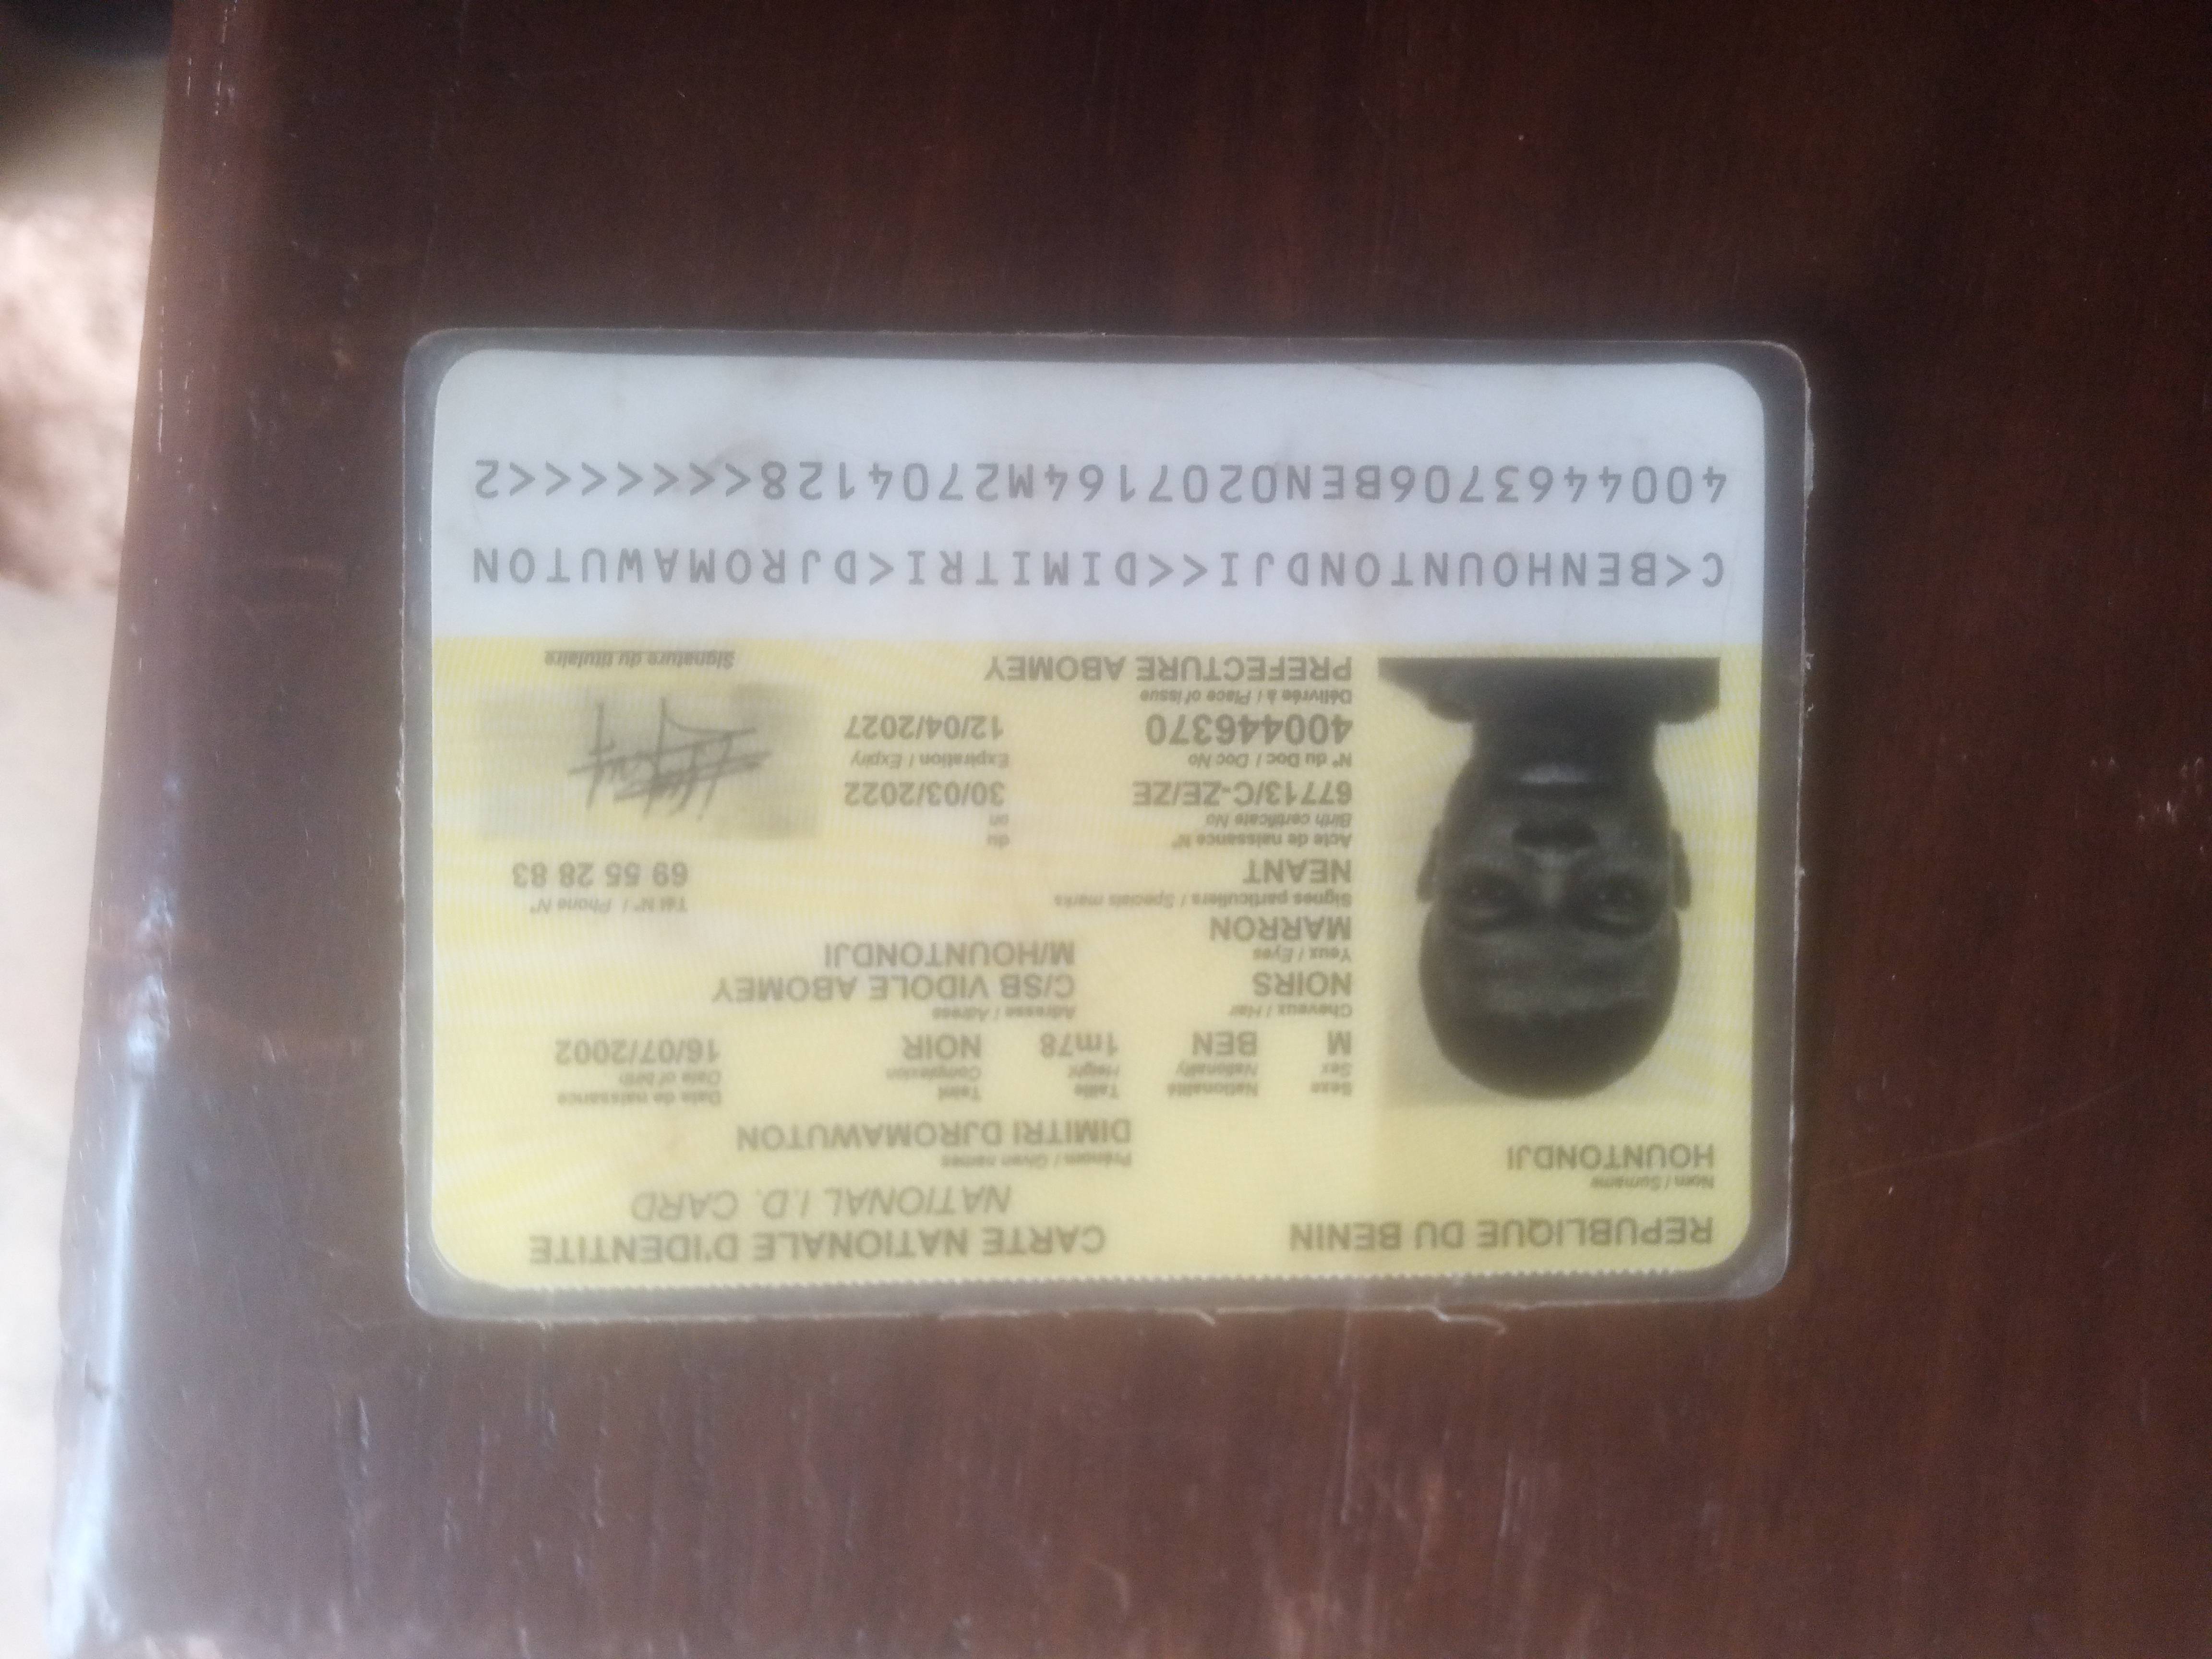 REPUBLIQUE DU BENIN
CARTE NATIONALE D'IDENTITE
NATIONAL I.D. CARD
Nom / Surname
HOUNTONDJI
Prénom / Given names
DIMITRI DJROMAWUTON
Sexe Nationalité Taille Teint Date de naissance
Sex Nationality Height Complexion Date of birth
M BEN 1m78 NOIR 16/07/2002
Cheveux / Hair Adresse / Adress
NOIRS C/SB VIDOLE ABOMEY
Yeux / Eyes M/HOUNTONDJI
MARRON
Signes particuliers / Specials marks Tél N° / Phone N°
NEANT 69 55 28 83
Acte de naissance N° du
Birth certificate No on
67713/C-ZE/ZE 30/03/2022
N° du Doc / Doc No Expiration / Expiry
400446370 12/04/2027
Délivrée à / Place of issue
PREFECTURE ABOMEY Signature du titulaire
C<BENHOUNTONDJI<<DIMITRI<DJROMAWUTON
4004463706BEN0207164M2704128<<<<<<<2